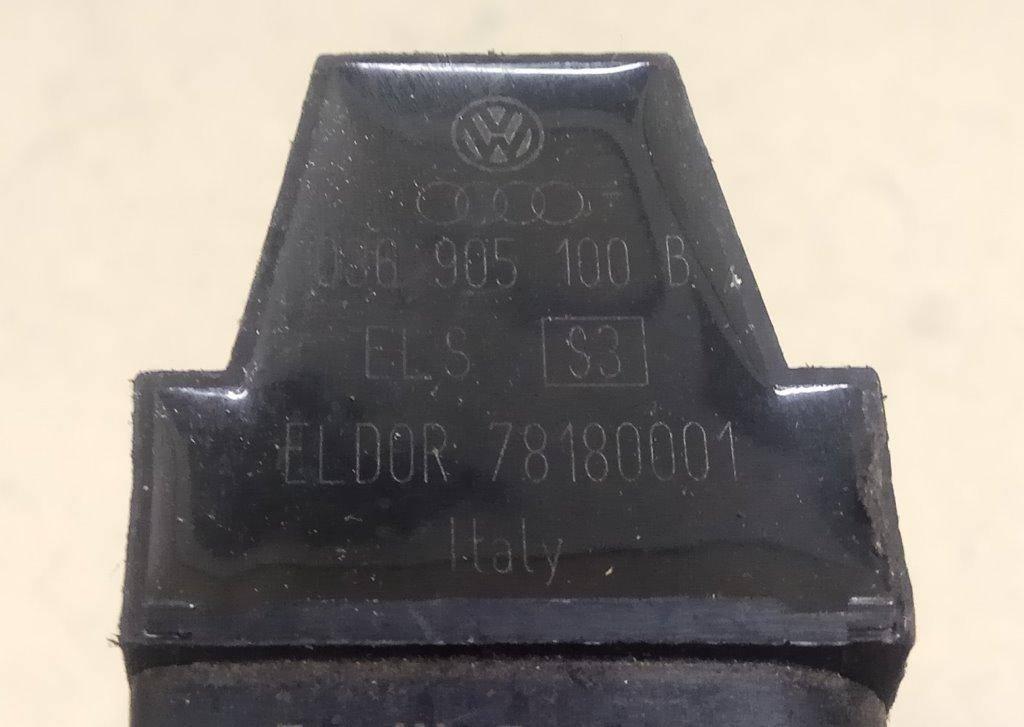 036 905 100 B
ELS S3
ELDOR 78180001
Italy